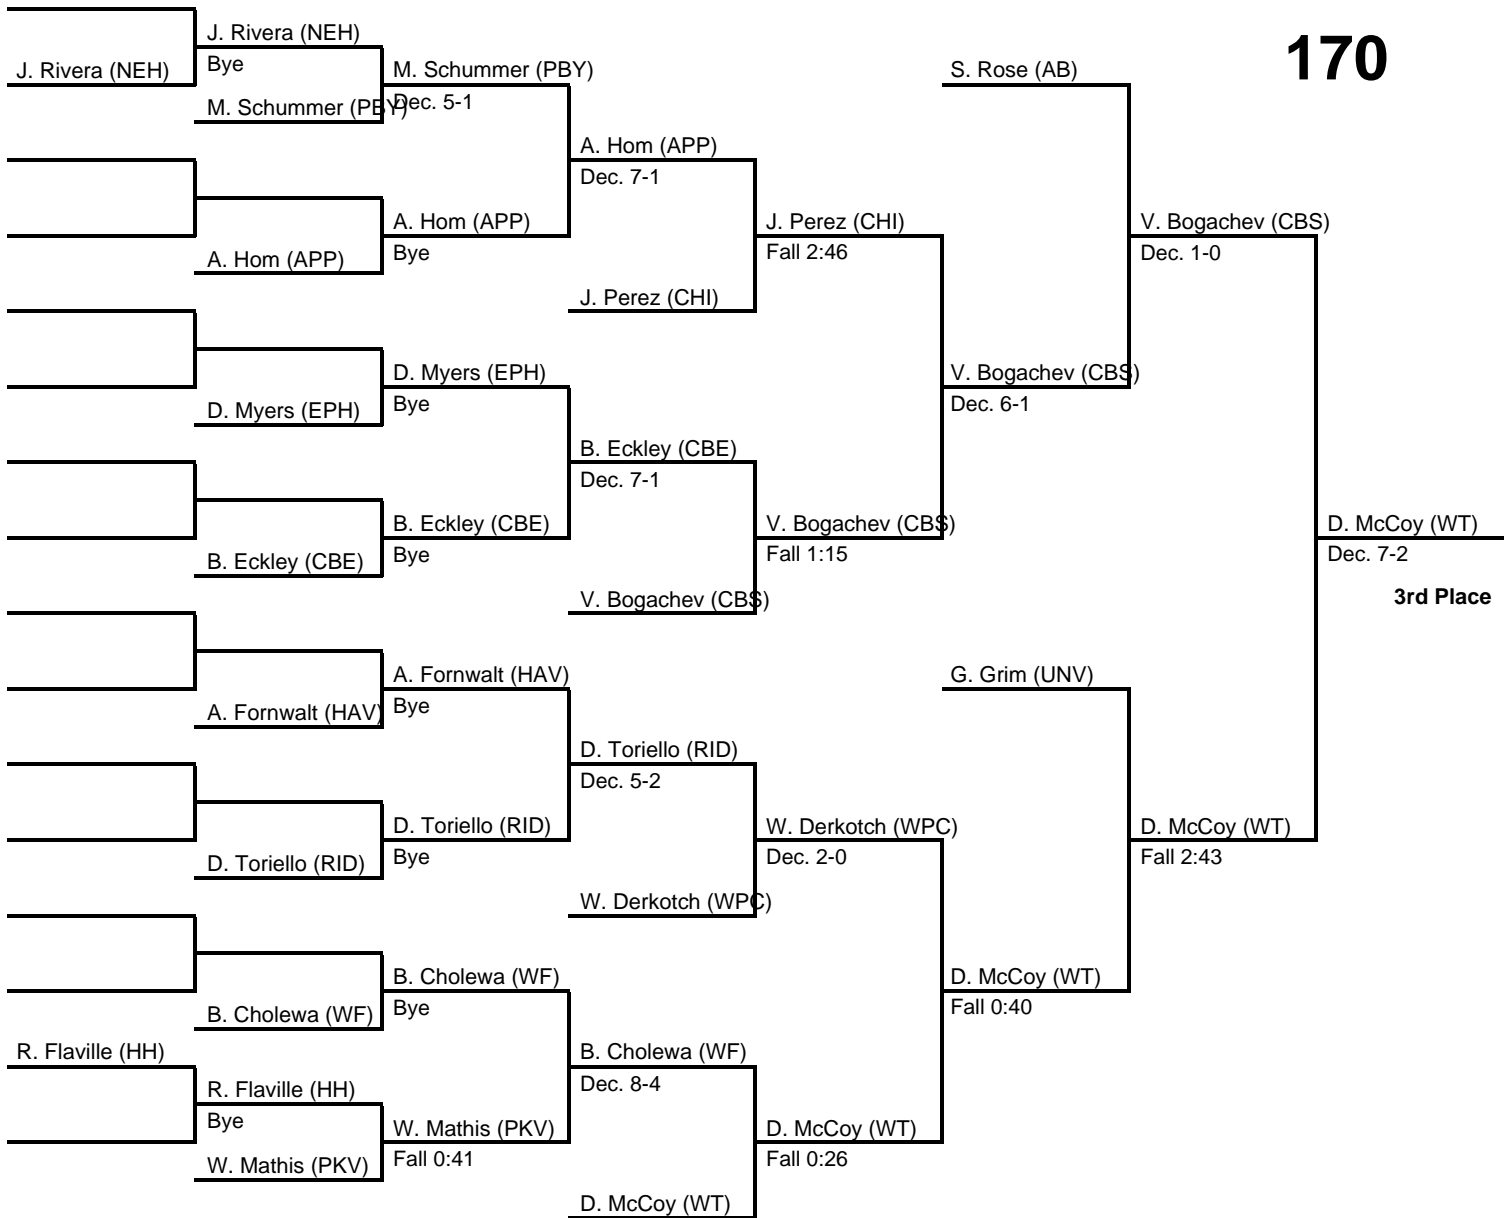 170
J. Rivera (NEH)
J. Rivera (NEH)
Bye
M. Schummer (PBY)
M. Schummer (PBY)
Dec. 5-1
S. Rose (AB)
A. Hom (APP)
Dec. 7-1
A. Hom (APP)
Bye
A. Hom (APP)
J. Perez (CHI)
Fall 2:46
V. Bogachev (CBS)
Dec. 1-0
J. Perez (CHI)
D. Myers (EPH)
Bye
D. Myers (EPH)
V. Bogachev (CBS)
Dec. 6-1
B. Eckley (CBE)
Dec. 7-1
B. Eckley (CBE)
Bye
B. Eckley (CBE)
V. Bogachev (CBS)
Fall 1:15
D. McCoy (WT)
Dec. 7-2
3rd Place
V. Bogachev (CBS)
A. Fornwalt (HAV)
Bye
A. Fornwalt (HAV)
G. Grim (UNV)
D. Toriello (RID)
Dec. 5-2
D. Toriello (RID)
Bye
D. Toriello (RID)
W. Derkotch (WPC)
Dec. 2-0
D. McCoy (WT)
Fall 2:43
W. Derkotch (WPC)
B. Cholewa (WF)
Bye
B. Cholewa (WF)
D. McCoy (WT)
Fall 0:40
R. Flaville (HH)
B. Cholewa (WF)
Dec. 8-4
R. Flaville (HH)
Bye
W. Mathis (PKV)
Fall 0:41
W. Mathis (PKV)
D. McCoy (WT)
Fall 0:26
D. McCoy (WT)